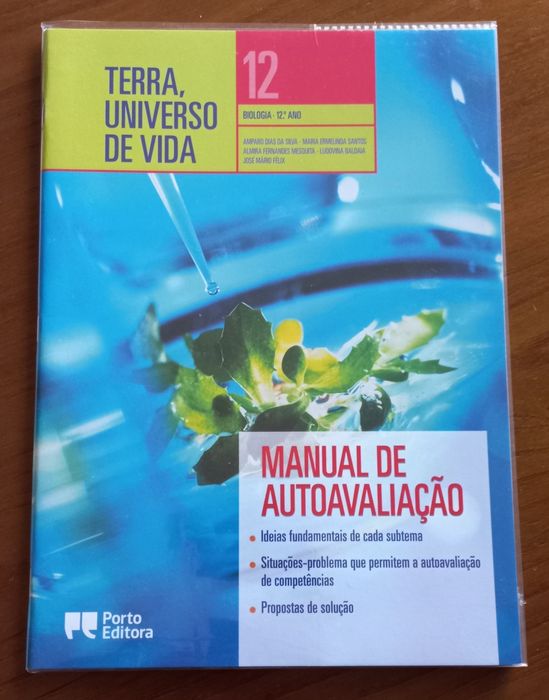 TERRA,
UNIVERSO
DE VIDA
12
BIOLOGIA · 12.º ANO
AMPARO DIAS DA SILVA · MARIA ERMELINDA SANTOS
ALMIRA FERNANDES MESQUITA · LUDOVINA BALDAIA
JOSÉ MÁRIO FÉLIX
MANUAL DE
AUTOAVALIAÇÃO
• Ideias fundamentais de cada subtema
• Situações-problema que permitem a autoavaliação
de competências
• Propostas de solução
Porto
Editora